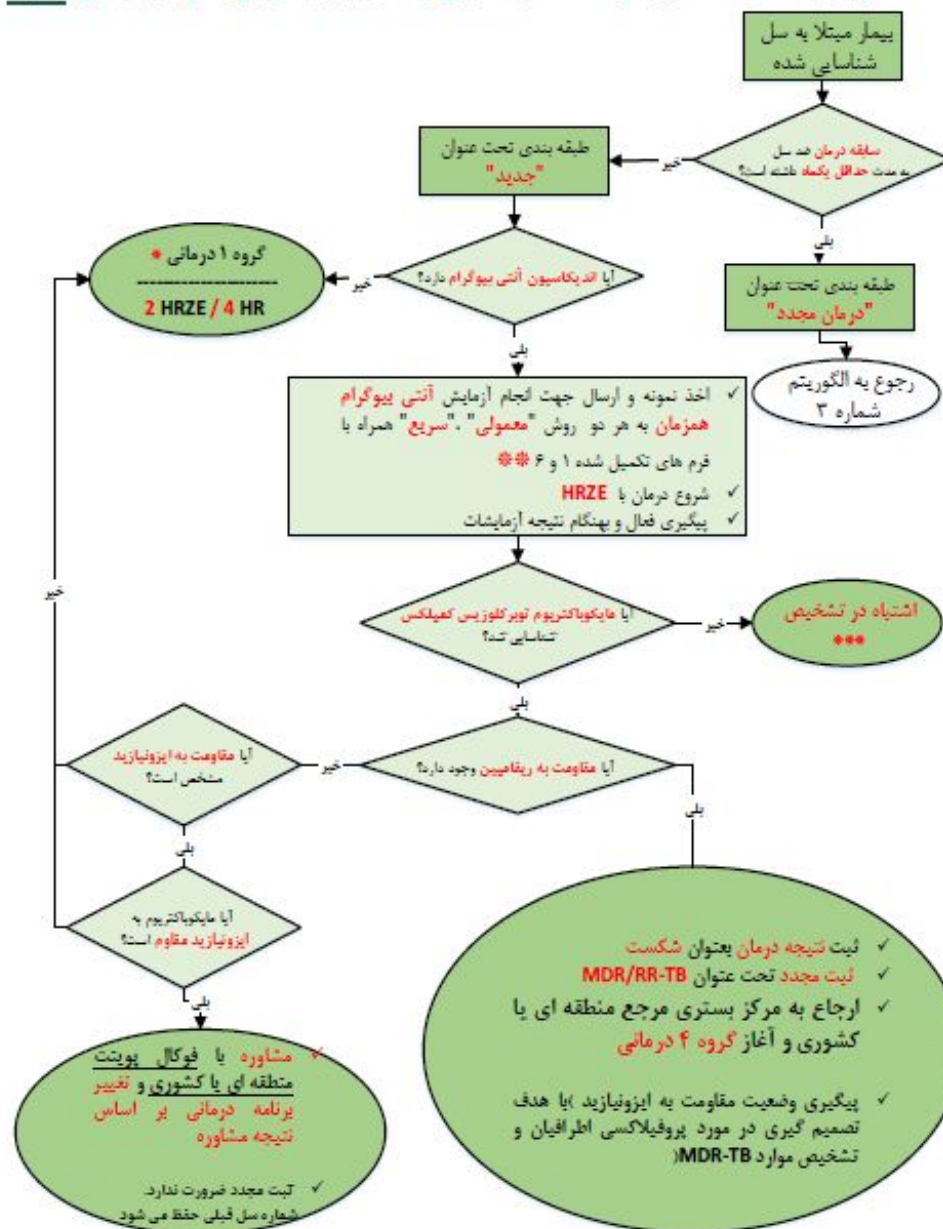 بیمار مبتلا به سل
شناسایی شده
سابقه درمان ضد سل
به مدت حداقل یکماه داشته است؟
خیر
طبقه بندی تحت عنوان
"جدید"
بلی
طبقه بندی تحت عنوان
"درمان مجدد"
رجوع به الگوریتم
شماره ۳
آیا اندیکاسیون آنتی بیوگرام دارد؟
خیر
گروه ۱ درمانی *
---------------------
2 HRZE / 4 HR
بلی
✓ اخذ نمونه و ارسال جهت انجام آزمایش آنتی بیوگرام
همزمان به هر دو روش "معمولی"، "سریع" همراه با
فرم های تکمیل شده ۱ و ۶ **
✓ شروع درمان با HRZE
✓ پیگیری فعال و بهنگام نتیجه آزمایشات
آیا مایکوباکتریوم توبرکلوزیس کمپلکس
شناسایی شد؟
خیر
اشتباه در تشخیص
***
بلی
آیا مقاومت به ریفامپین وجود دارد؟
خیر
آیا مقاومت به ایزونیازید
مشخص است؟
خیر
بلی
آیا مایکوباکتریوم به
ایزونیازید مقاوم است؟
بلی
✓ مشاوره با فوکال پوینت
منطقه ای یا کشوری و تغییر
برنامه درمانی بر اساس
نتیجه مشاوره
✓ ثبت مجدد ضرورت ندارد.
شماره سل قبلی حفظ می شود
بلی
✓ ثبت نتیجه درمان بعنوان شکست
✓ ثبت مجدد تحت عنوان MDR/RR-TB
✓ ارجاع به مرکز بستری مرجع منطقه ای یا
کشوری و آغاز گروه ۴ درمانی
✓ پیگیری وضعیت مقاومت به ایزونیازید )با هدف
تصمیم گیری در مورد پروفیلاکسی اطرافیان و
تشخیص موارد MDR-TB(